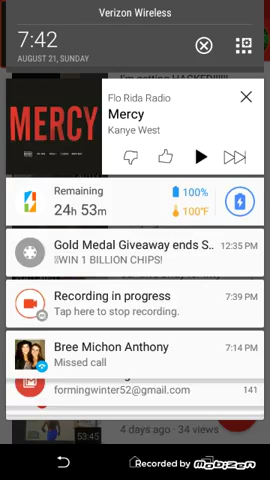 Verizon Wireless
7:42
AUGUST 21, SUNDAY
MERCY
Flo Rida Radio
Mercy
Kanye West
Remaining
24h 53m
100%
100°F
Gold Medal Giveaway ends S.. 12:35 PM
WIN 1 BILLION CHIPS!
Recording in progress 7:39 PM
Tap here to stop recording.
Bree Michon Anthony 7:14 PM
Missed call
formingwinter52@gmail.com 141
53:45
4 days ago · 34 views
Recorded by MOBIZEN